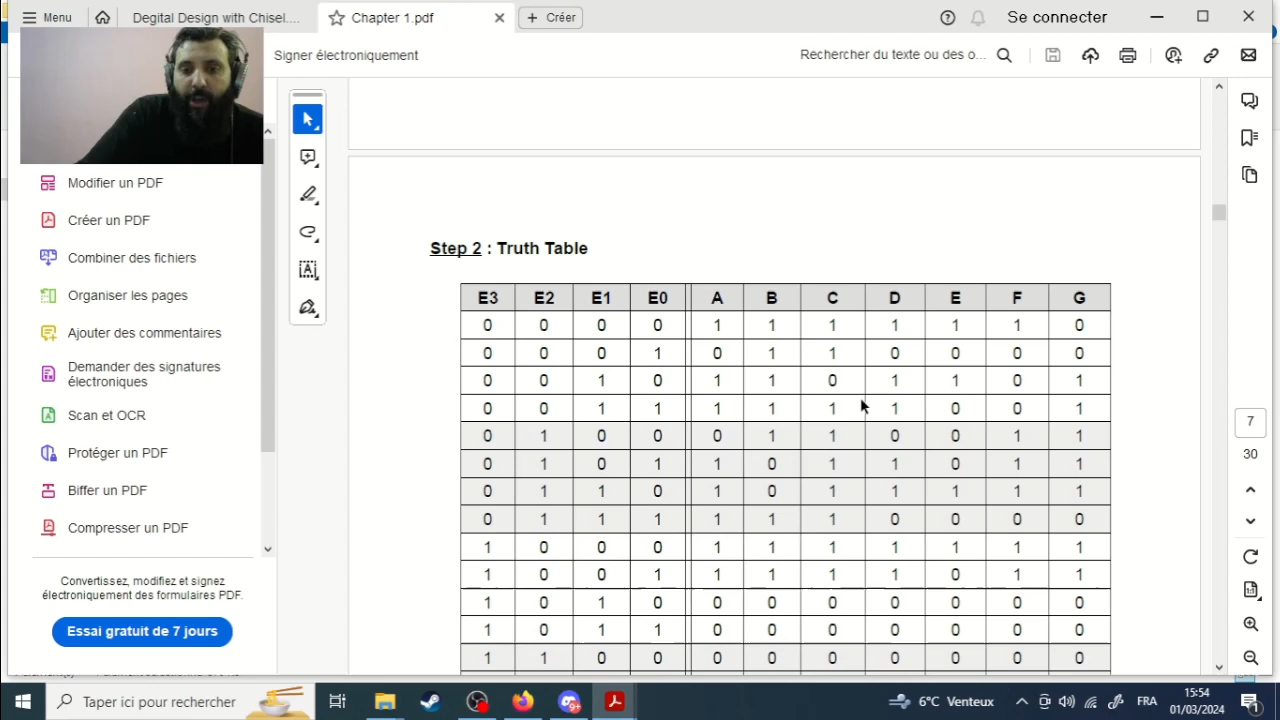 Menu
Degital Design with Chisel....
Chapter 1.pdf
Créer
Se connecter
Signer électroniquement
Rechercher du texte ou des o...
Modifier un PDF
Créer un PDF
Combiner des fichiers
Organiser les pages
Ajouter des commentaires
Demander des signatures
électroniques
Scan et OCR
Protéger un PDF
Biffer un PDF
Compresser un PDF
Convertissez, modifiez et signez
électroniquement des formulaires PDF.
Essai gratuit de 7 jours
Step 2 : Truth Table
E3 E2 E1 E0 A B C D E F G
0 0 0 0 1 1 1 1 1 1 0
0 0 0 1 0 1 1 0 0 0 0
0 0 1 0 1 1 0 1 1 0 1
0 0 1 1 1 1 1 1 0 0 1
0 1 0 0 0 1 1 0 0 1 1
0 1 0 1 1 0 1 1 0 1 1
0 1 1 0 1 0 1 1 1 1 1
0 1 1 1 1 1 1 0 0 0 0
1 0 0 0 1 1 1 1 1 1 1
1 0 0 1 1 1 1 1 0 1 1
1 0 1 0 0 0 0 0 0 0 0
1 0 1 1 0 0 0 0 0 0 0
1 1 0 0 0 0 0 0 0 0 0
7
30
Taper ici pour rechercher
9+
6°C Venteux
FRA
15:54
01/03/2024
1